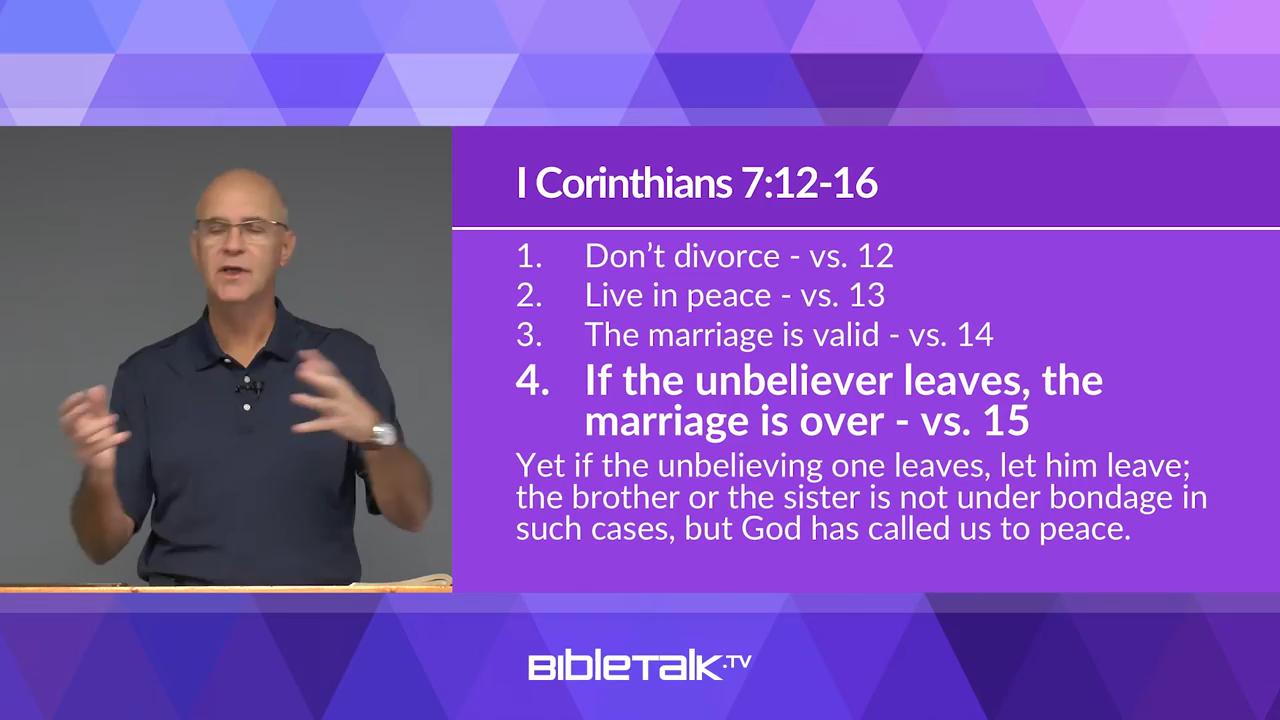 I Corinthians 7:12-16
1. Don’t divorce - vs. 12
2. Live in peace - vs. 13
3. The marriage is valid - vs. 14
4. If the unbeliever leaves, the
marriage is over - vs. 15
Yet if the unbelieving one leaves, let him leave;
the brother or the sister is not under bondage in
such cases, but God has called us to peace.
BibleTalk.TV